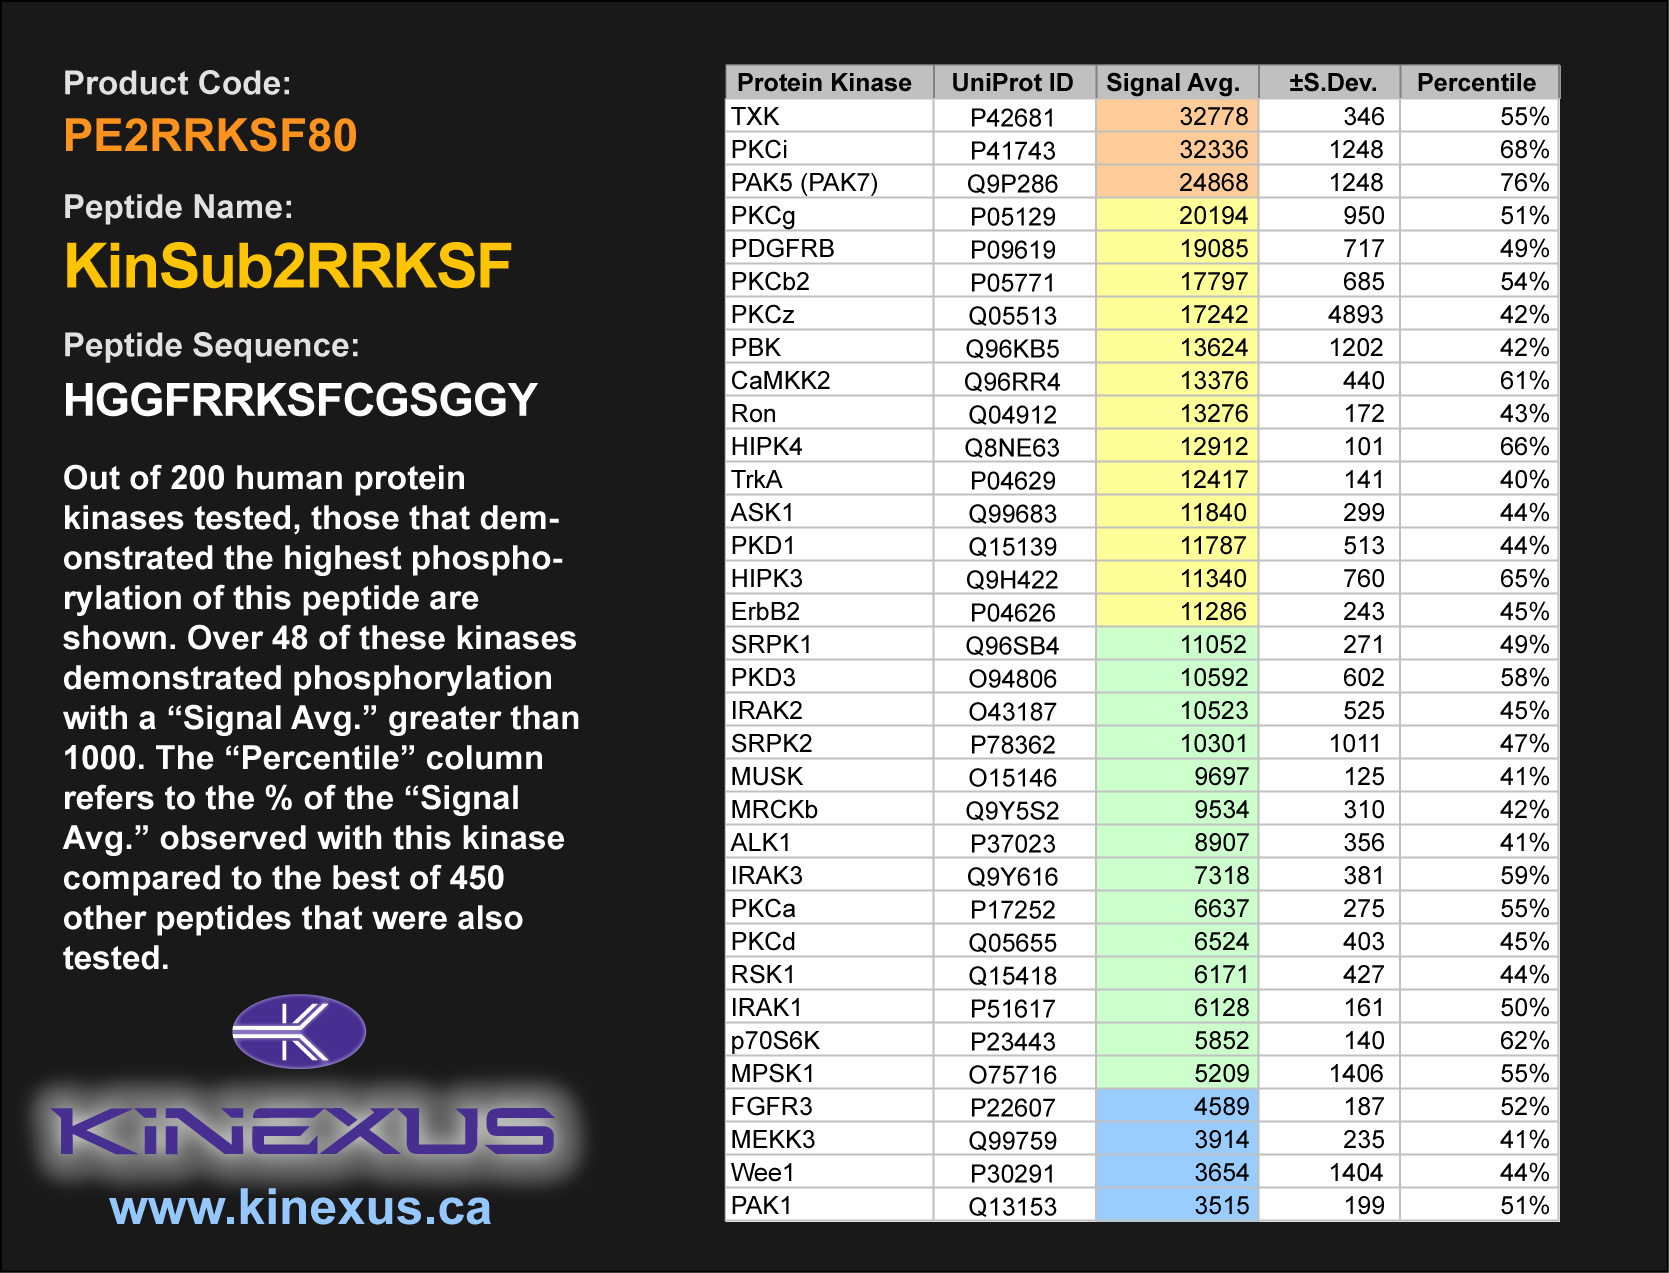 Product Code:
PE2RRKSF80
Peptide Name:
KinSub2RRKSF
Peptide Sequence:
HGGFRRKSFCGSGGY
Out of 200 human protein
kinases tested, those that dem-
onstrated the highest phospho-
rylation of this peptide are
shown. Over 48 of these kinases
demonstrated phosphorylation
with a “Signal Avg.” greater than
1000. The “Percentile” column
refers to the % of the “Signal
Avg.” observed with this kinase
compared to the best of 450
other peptides that were also
tested.
KINEXUS
www.kinexus.ca
Protein Kinase UniProt ID Signal Avg. ±S.Dev. Percentile
TXK P42681 32778 346 55%
PKCi P41743 32336 1248 68%
PAK5 (PAK7) Q9P286 24868 1248 76%
PKCg P05129 20194 950 51%
PDGFRB P09619 19085 717 49%
PKCb2 P05771 17797 685 54%
PKCz Q05513 17242 4893 42%
PBK Q96KB5 13624 1202 42%
CaMKK2 Q96RR4 13376 440 61%
Ron Q04912 13276 172 43%
HIPK4 Q8NE63 12912 101 66%
TrkA P04629 12417 141 40%
ASK1 Q99683 11840 299 44%
PKD1 Q15139 11787 513 44%
HIPK3 Q9H422 11340 760 65%
ErbB2 P04626 11286 243 45%
SRPK1 Q96SB4 11052 271 49%
PKD3 O94806 10592 602 58%
IRAK2 O43187 10523 525 45%
SRPK2 P78362 10301 1011 47%
MUSK O15146 9697 125 41%
MRCKb Q9Y5S2 9534 310 42%
ALK1 P37023 8907 356 41%
IRAK3 Q9Y616 7318 381 59%
PKCa P17252 6637 275 55%
PKCd Q05655 6524 403 45%
RSK1 Q15418 6171 427 44%
IRAK1 P51617 6128 161 50%
p70S6K P23443 5852 140 62%
MPSK1 O75716 5209 1406 55%
FGFR3 P22607 4589 187 52%
MEKK3 Q99759 3914 235 41%
Wee1 P30291 3654 1404 44%
PAK1 Q13153 3515 199 51%